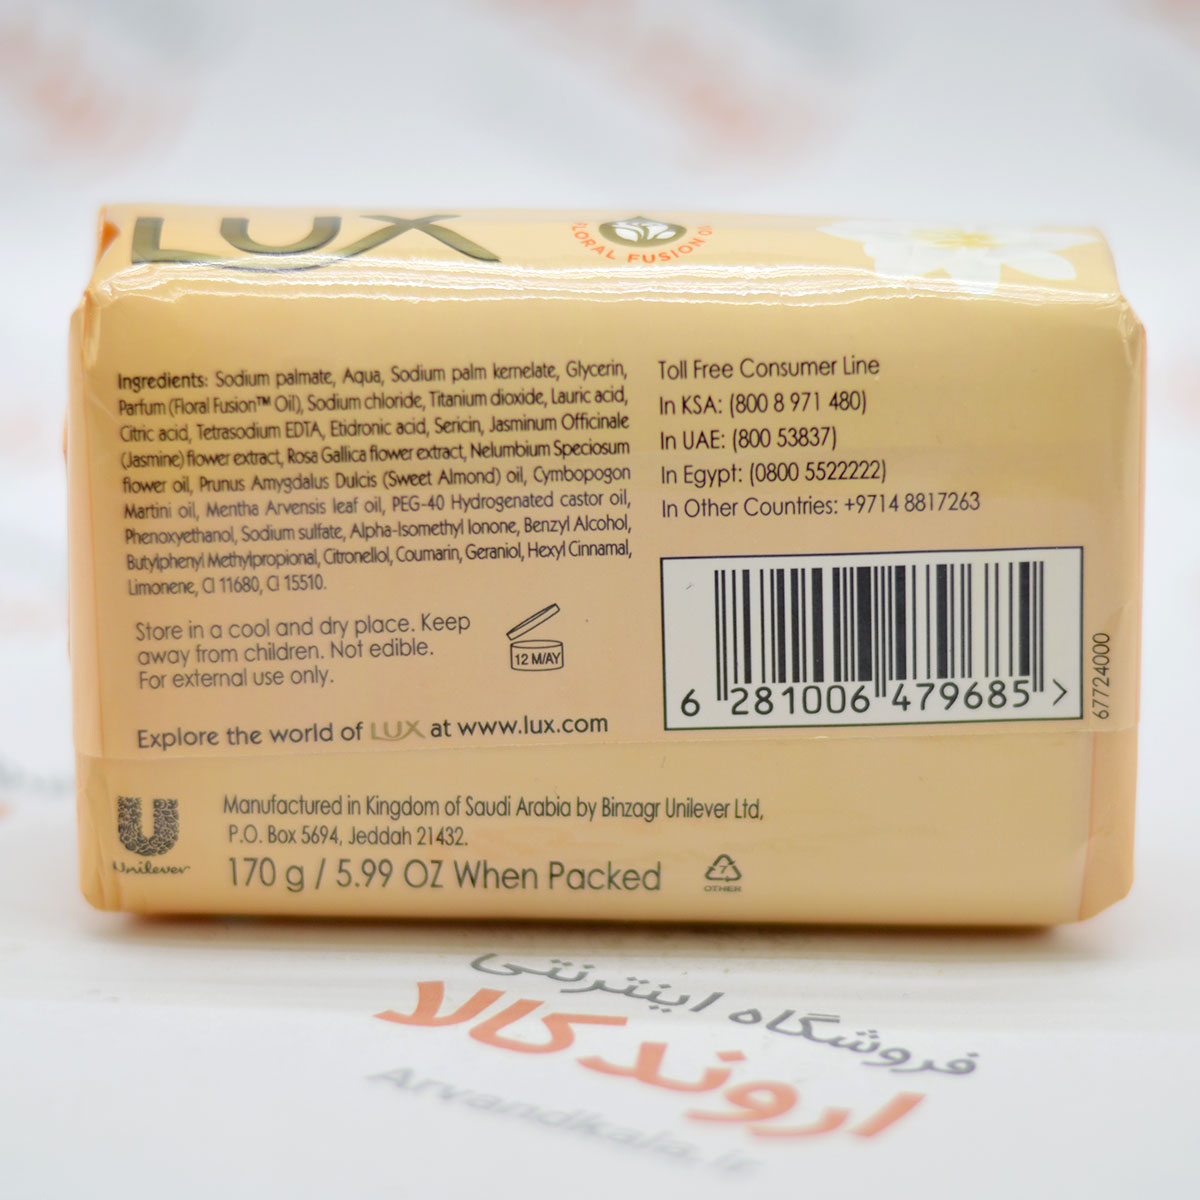 LUX
FLORAL FUSION OIL
Ingredients: Sodium palmate, Aqua, Sodium palm kernelate, Glycerin,
Parfum (Floral Fusion™ Oil), Sodium chloride, Titanium dioxide, Lauric acid,
Citric acid, Tetrasodium EDTA, Etidronic acid, Sericin, Jasminum Officinale
(Jasmine) flower extract, Rosa Gallica flower extract, Nelumbium Speciosum
flower oil, Prunus Amygdalus Dulcis (Sweet Almond) oil, Cymbopogon
Martini oil, Mentha Arvensis leaf oil, PEG-40 Hydrogenated castor oil,
Phenoxyethanol, Sodium sulfate, Alpha-Isomethyl Ionone, Benzyl Alcohol,
Butylphenyl Methylpropional, Citronellol, Coumarin, Geraniol, Hexyl Cinnamal,
Limonene, CI 11680, CI 15510.
Store in a cool and dry place. Keep
away from children. Not edible.
For external use only.
12 M/AY
Explore the world of LUX at www.lux.com
Toll Free Consumer Line
In KSA: (800 8 971 480)
In UAE: (800 53837)
In Egypt: (0800 5522222)
In Other Countries: +9714 8817263
6 281006 479685 >
67724000
Unilever
Manufactured in Kingdom of Saudi Arabia by Binzagr Unilever Ltd,
P.O. Box 5694, Jeddah 21432.
170 g / 5.99 OZ When Packed
7
OTHER
فروشگاه اینترنتی
اروند کالا
Arvandkala.ir